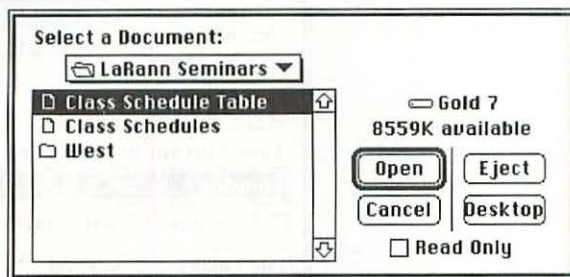 Select a Document:
LaRann Seminars
Class Schedule Table
Class Schedules
West
Gold 7
8559K available
Open
Eject
Cancel
Desktop
Read Only